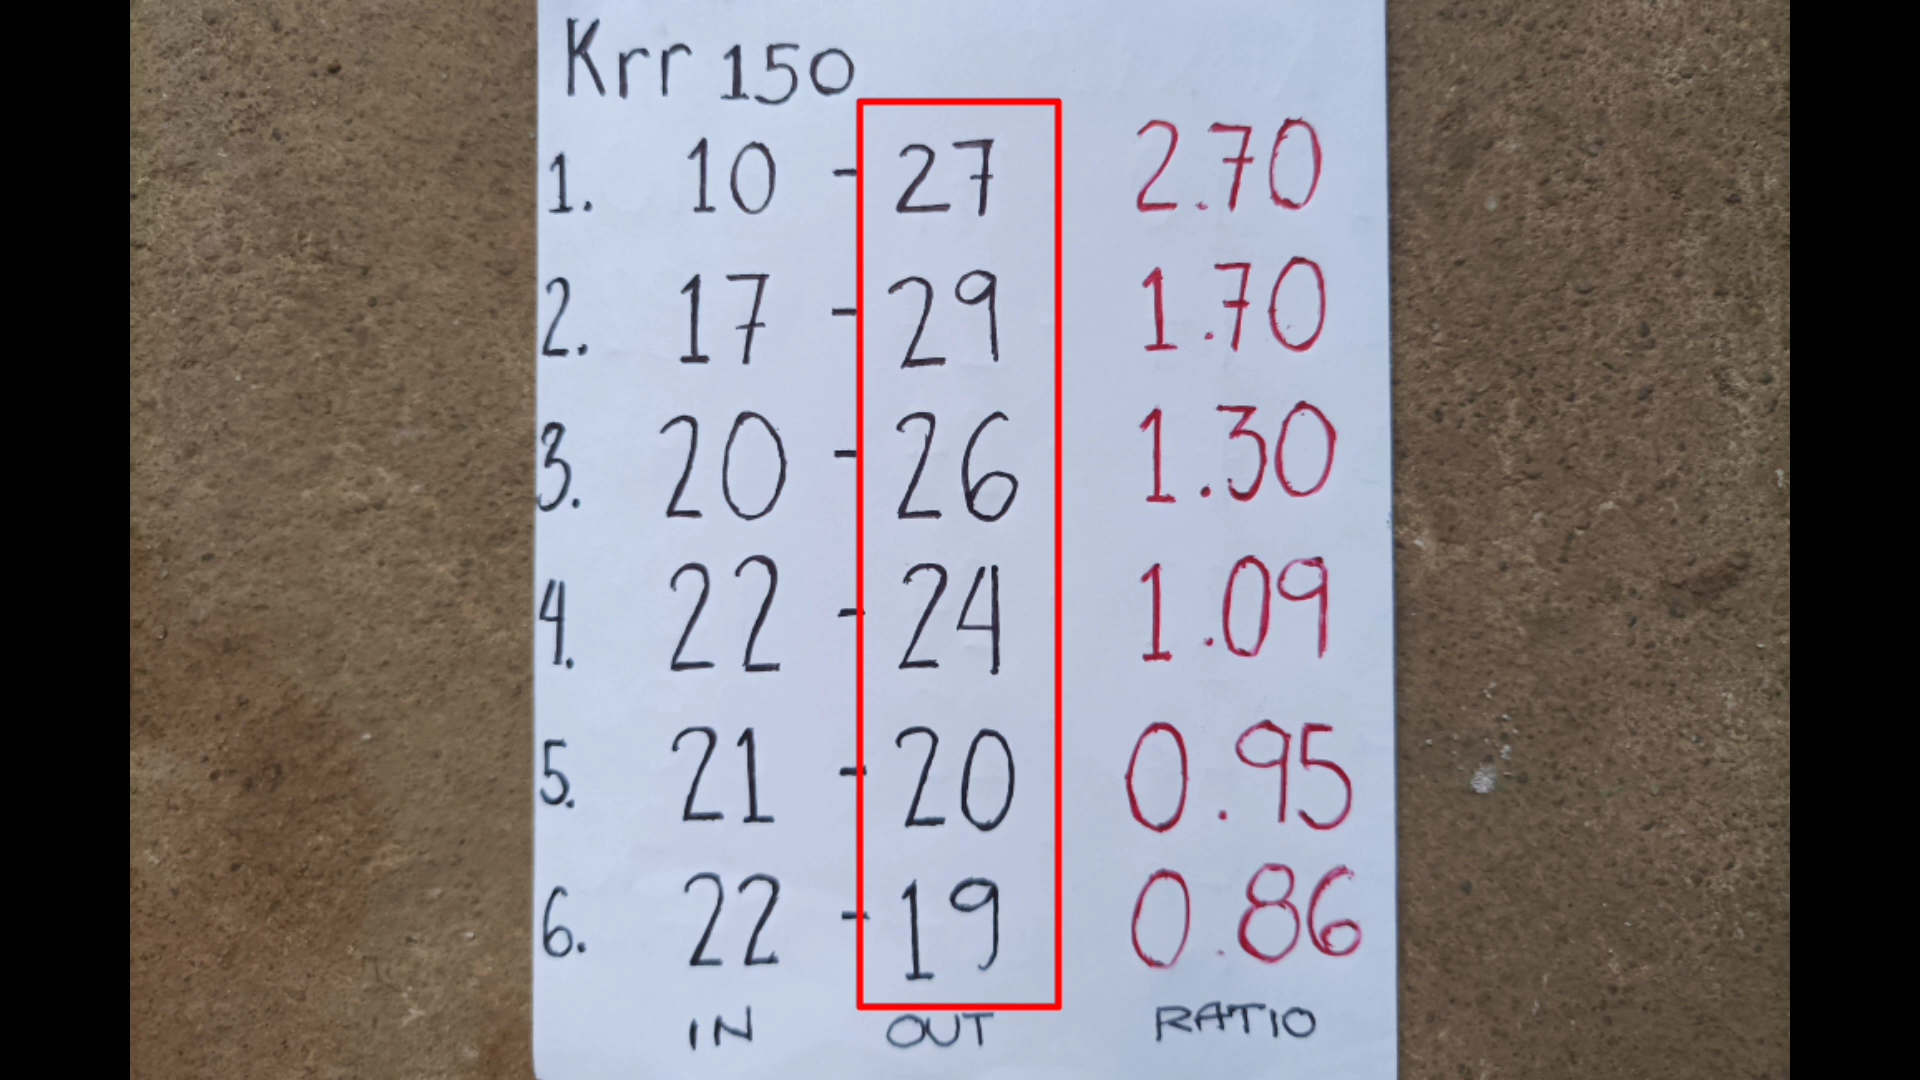 Krr 150
1. 10 - 27 2.70
2. 17 - 29 1.70
3. 20 - 26 1.30
4. 22 - 24 1.09
5. 21 - 20 0.95
6. 22 - 19 0.86
IN OUT RATIO